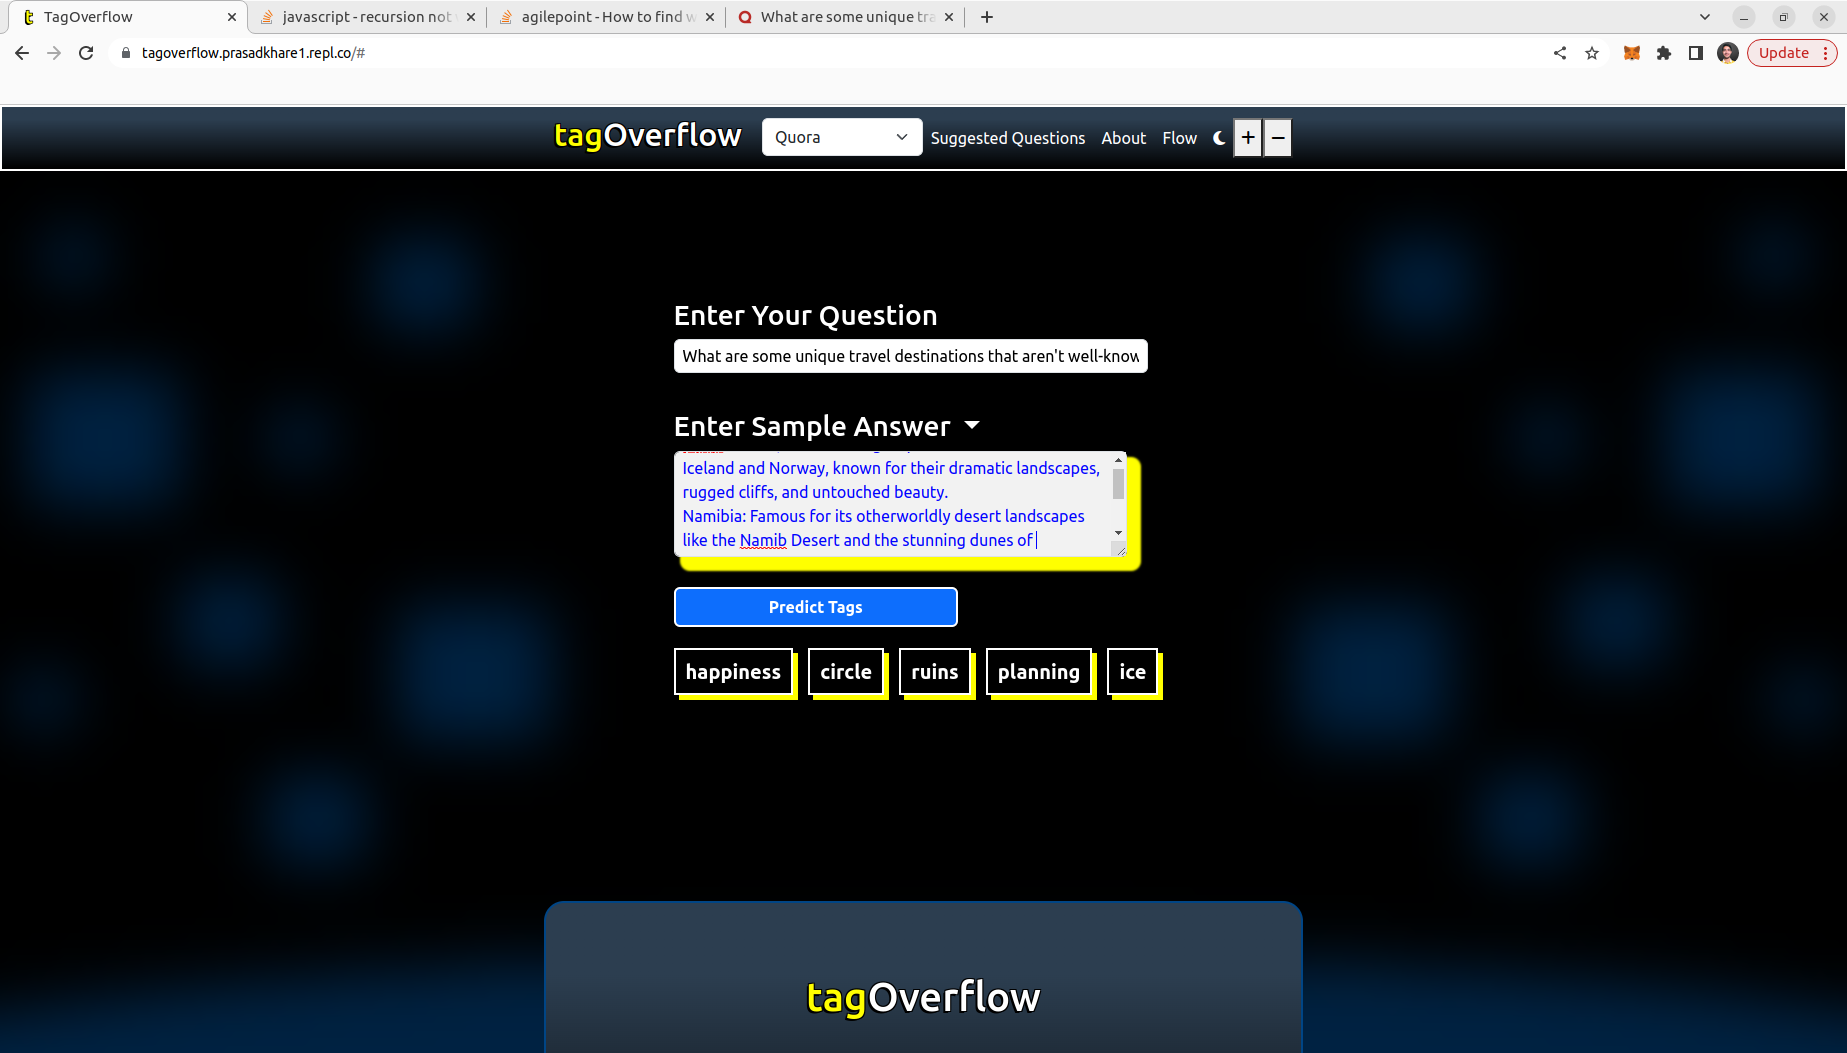 TagOverflow
javascript - recursion not
agilepoint - How to find w
What are some unique tra
tagoverflow.prasadkhare1.repl.co/#
Update
tagOverflow
Quora
Suggested Questions
About
Flow
+
−
Enter Your Question
What are some unique travel destinations that aren't well-know
Enter Sample Answer
Iceland and Norway, known for their dramatic landscapes,
rugged cliffs, and untouched beauty.
Namibia: Famous for its otherworldly desert landscapes
like the Namib Desert and the stunning dunes of
Predict Tags
happiness
circle
ruins
planning
ice
tagOverflow